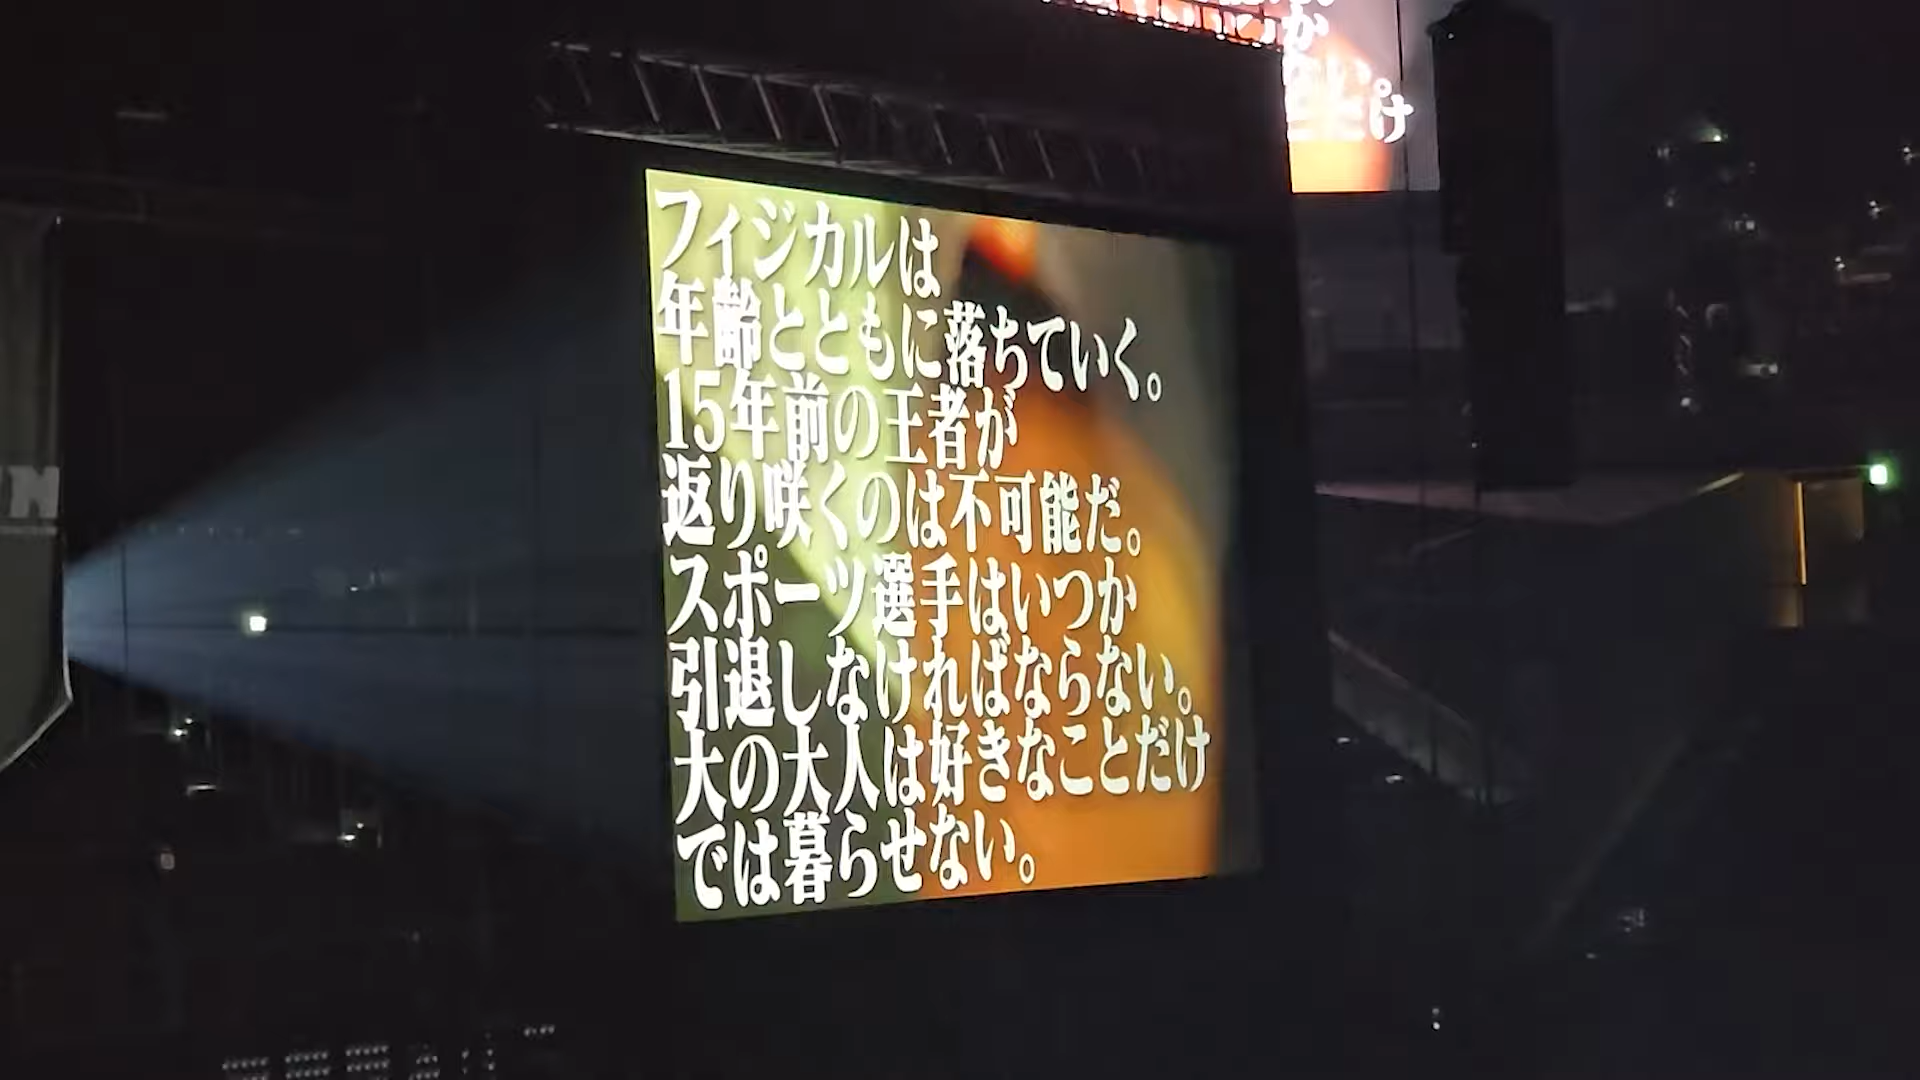 フィジカルは
年齢とともに落ちていく。
15年前の王者が
返り咲くのは不可能だ。
スポーツ選手はいつか
引退しなければならない。
大の大人は好きなことだけ
では暮らせない。